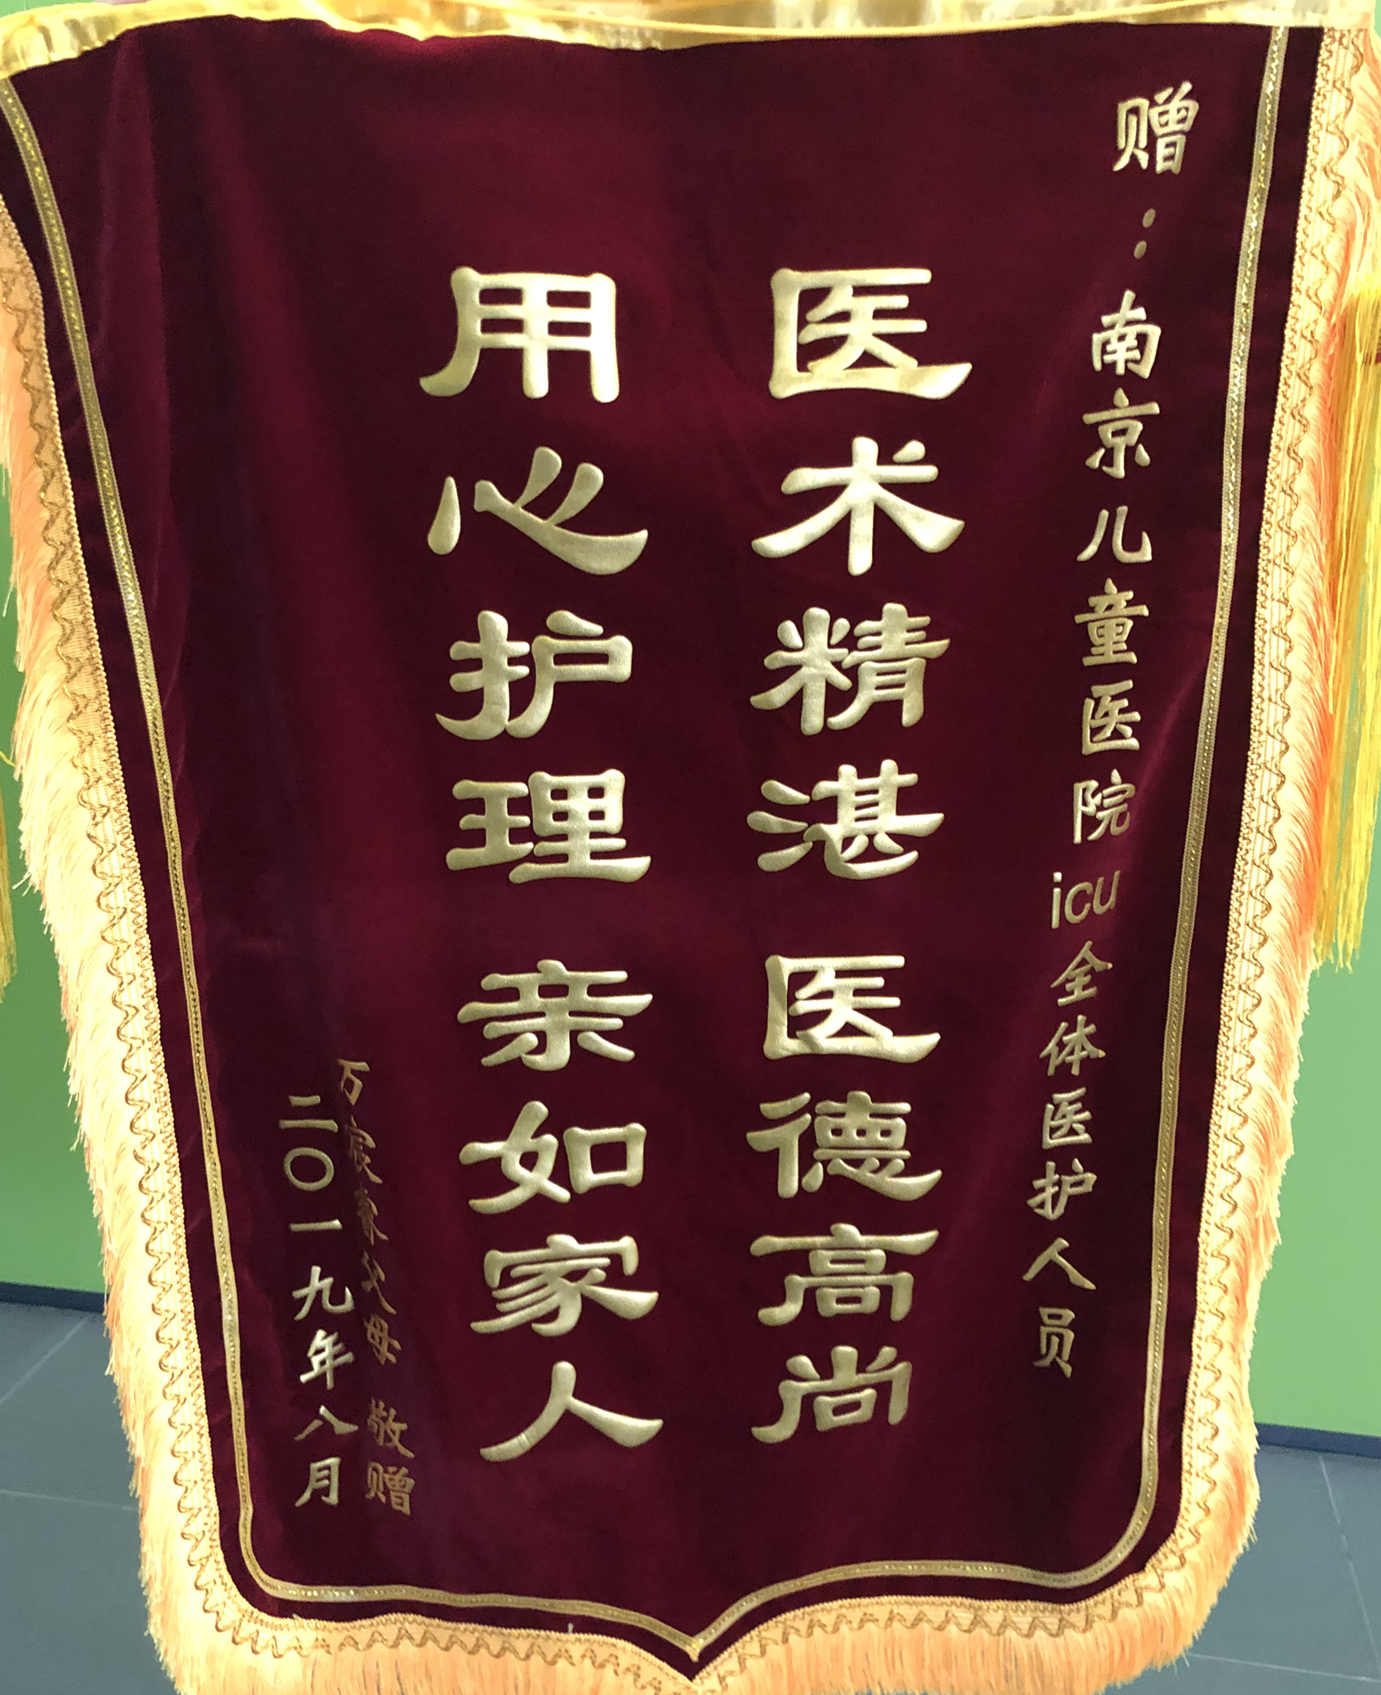 赠：南京儿童医院icu全体医护人员
医术精湛 医德高尚
用心护理 亲如家人
万宸睿父母 敬赠
二〇一九年八月